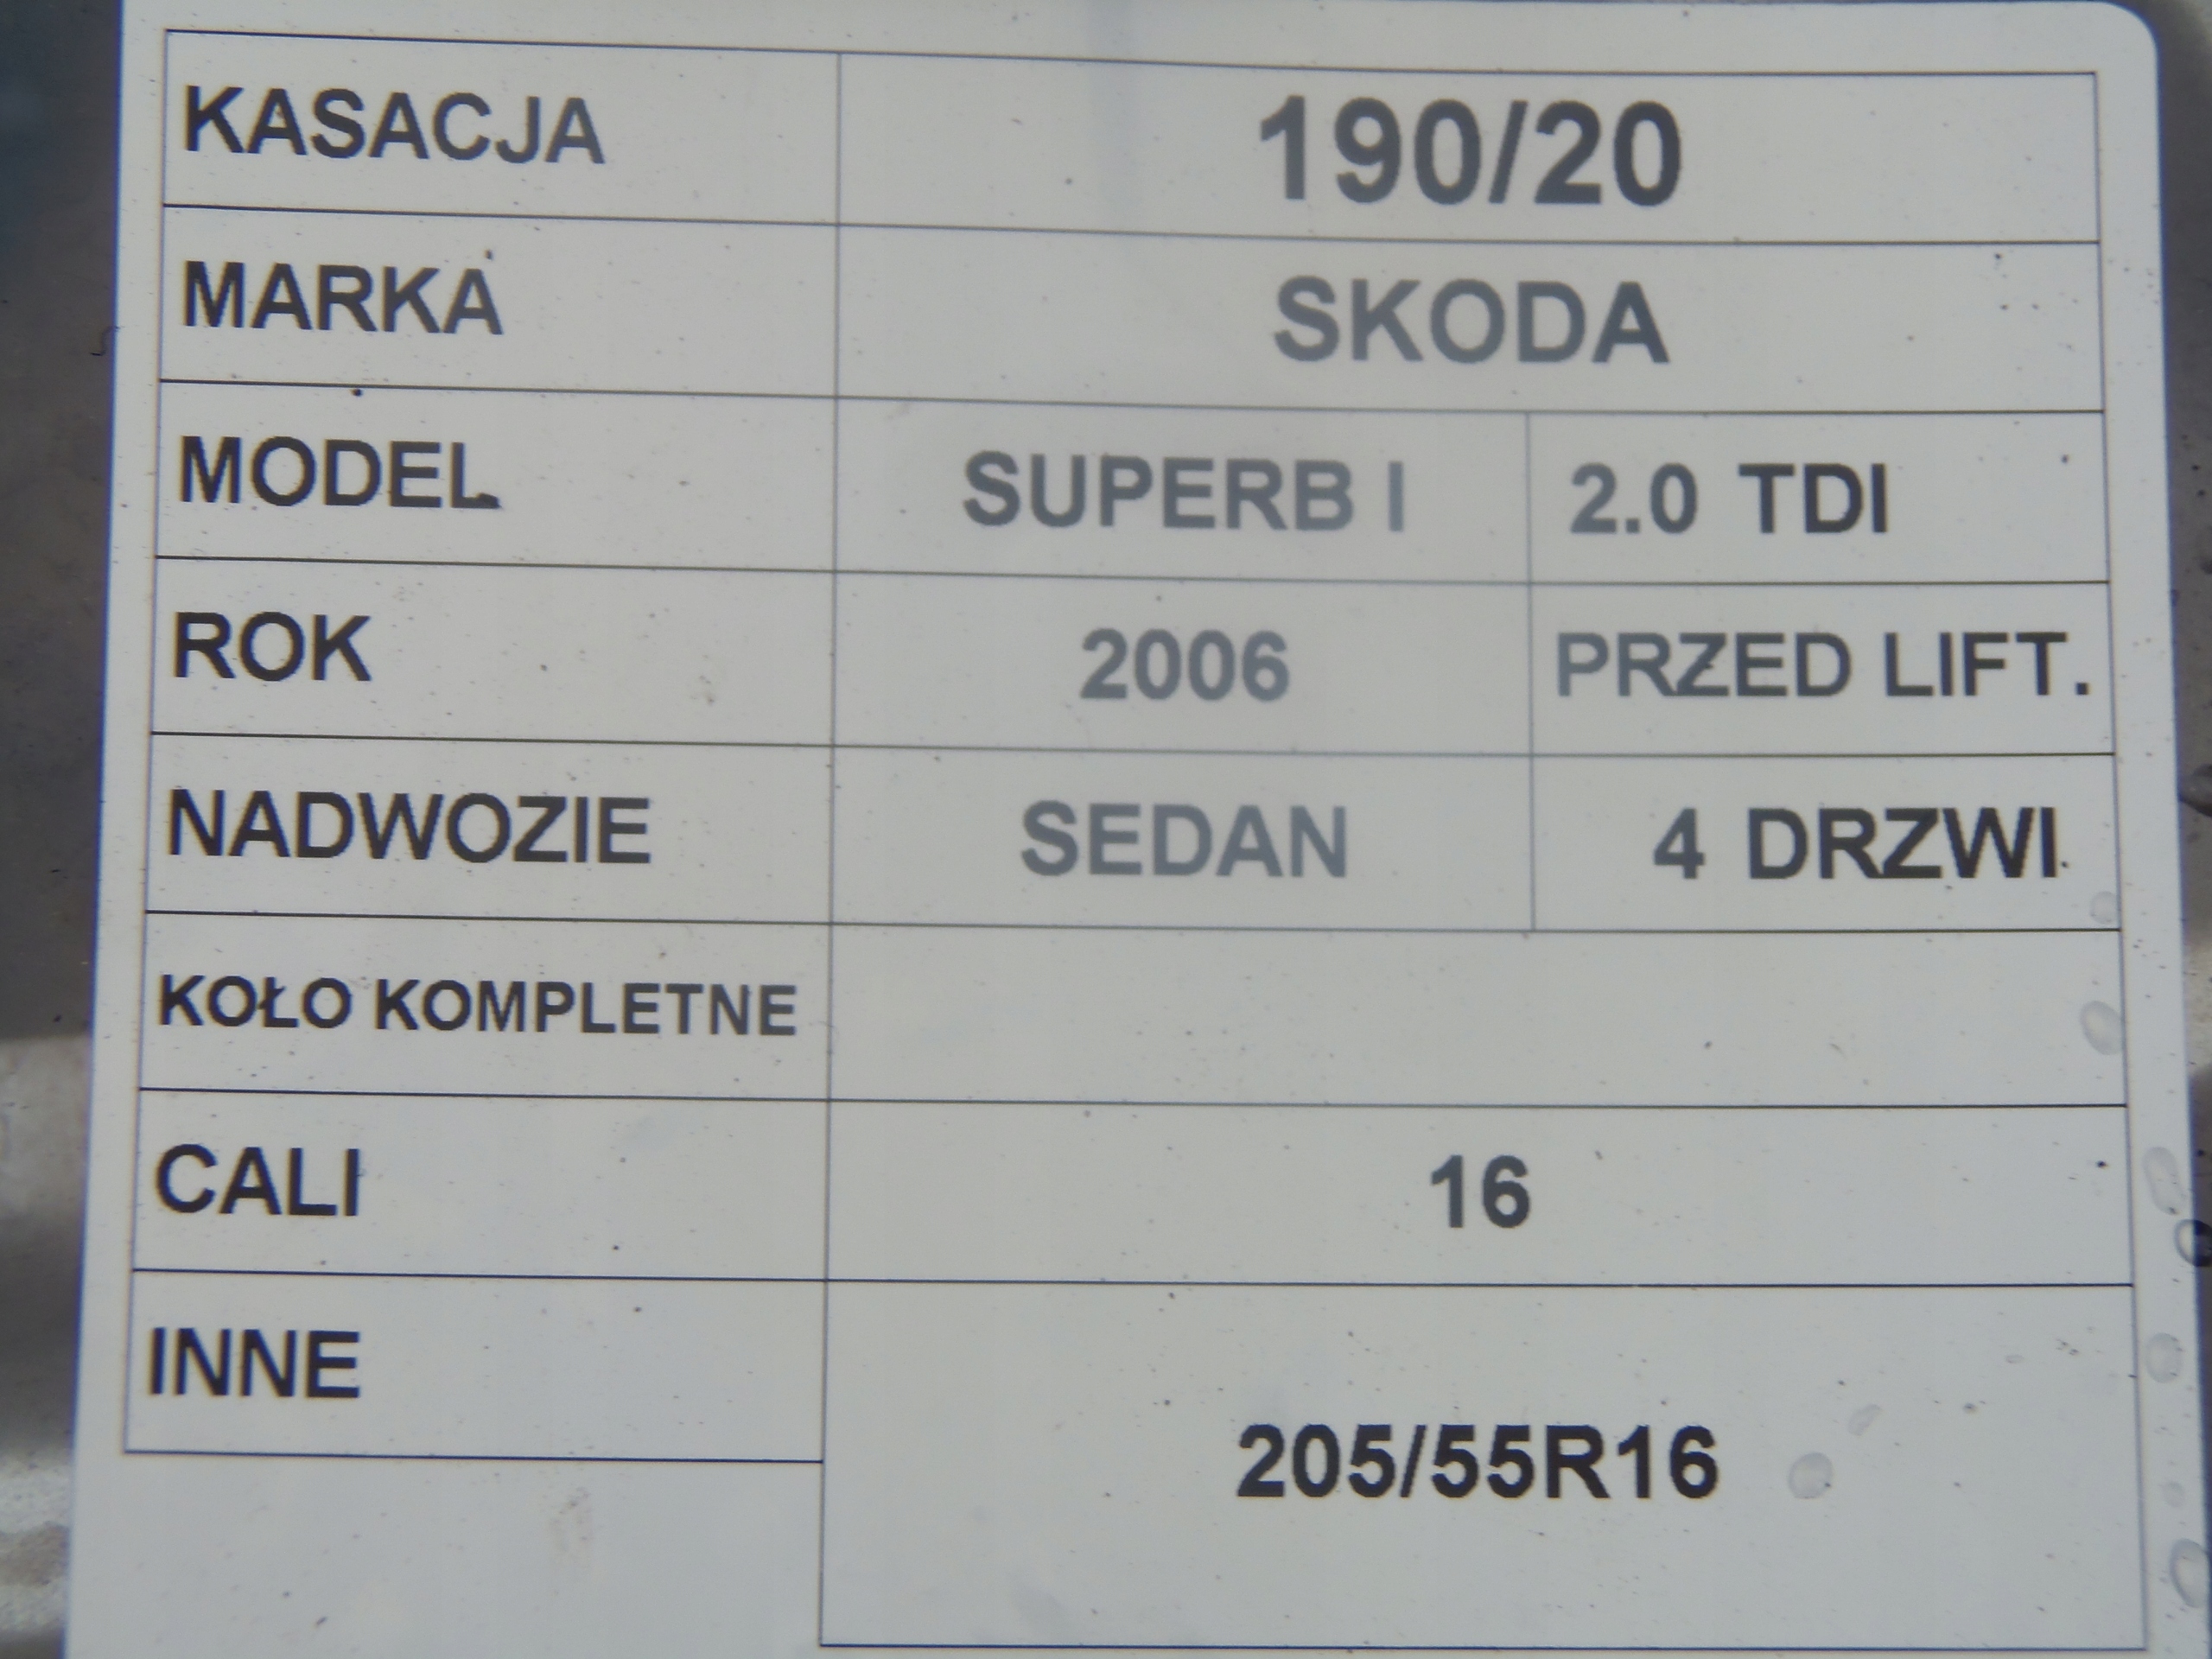 KASACJA 190/20
MARKA SKODA
MODEL SUPERB I 2.0 TDI
ROK 2006 PRZED LIFT.
NADWOZIE SEDAN 4 DRZWI
KOŁO KOMPLETNE
CALI 16
INNE
205/55R16